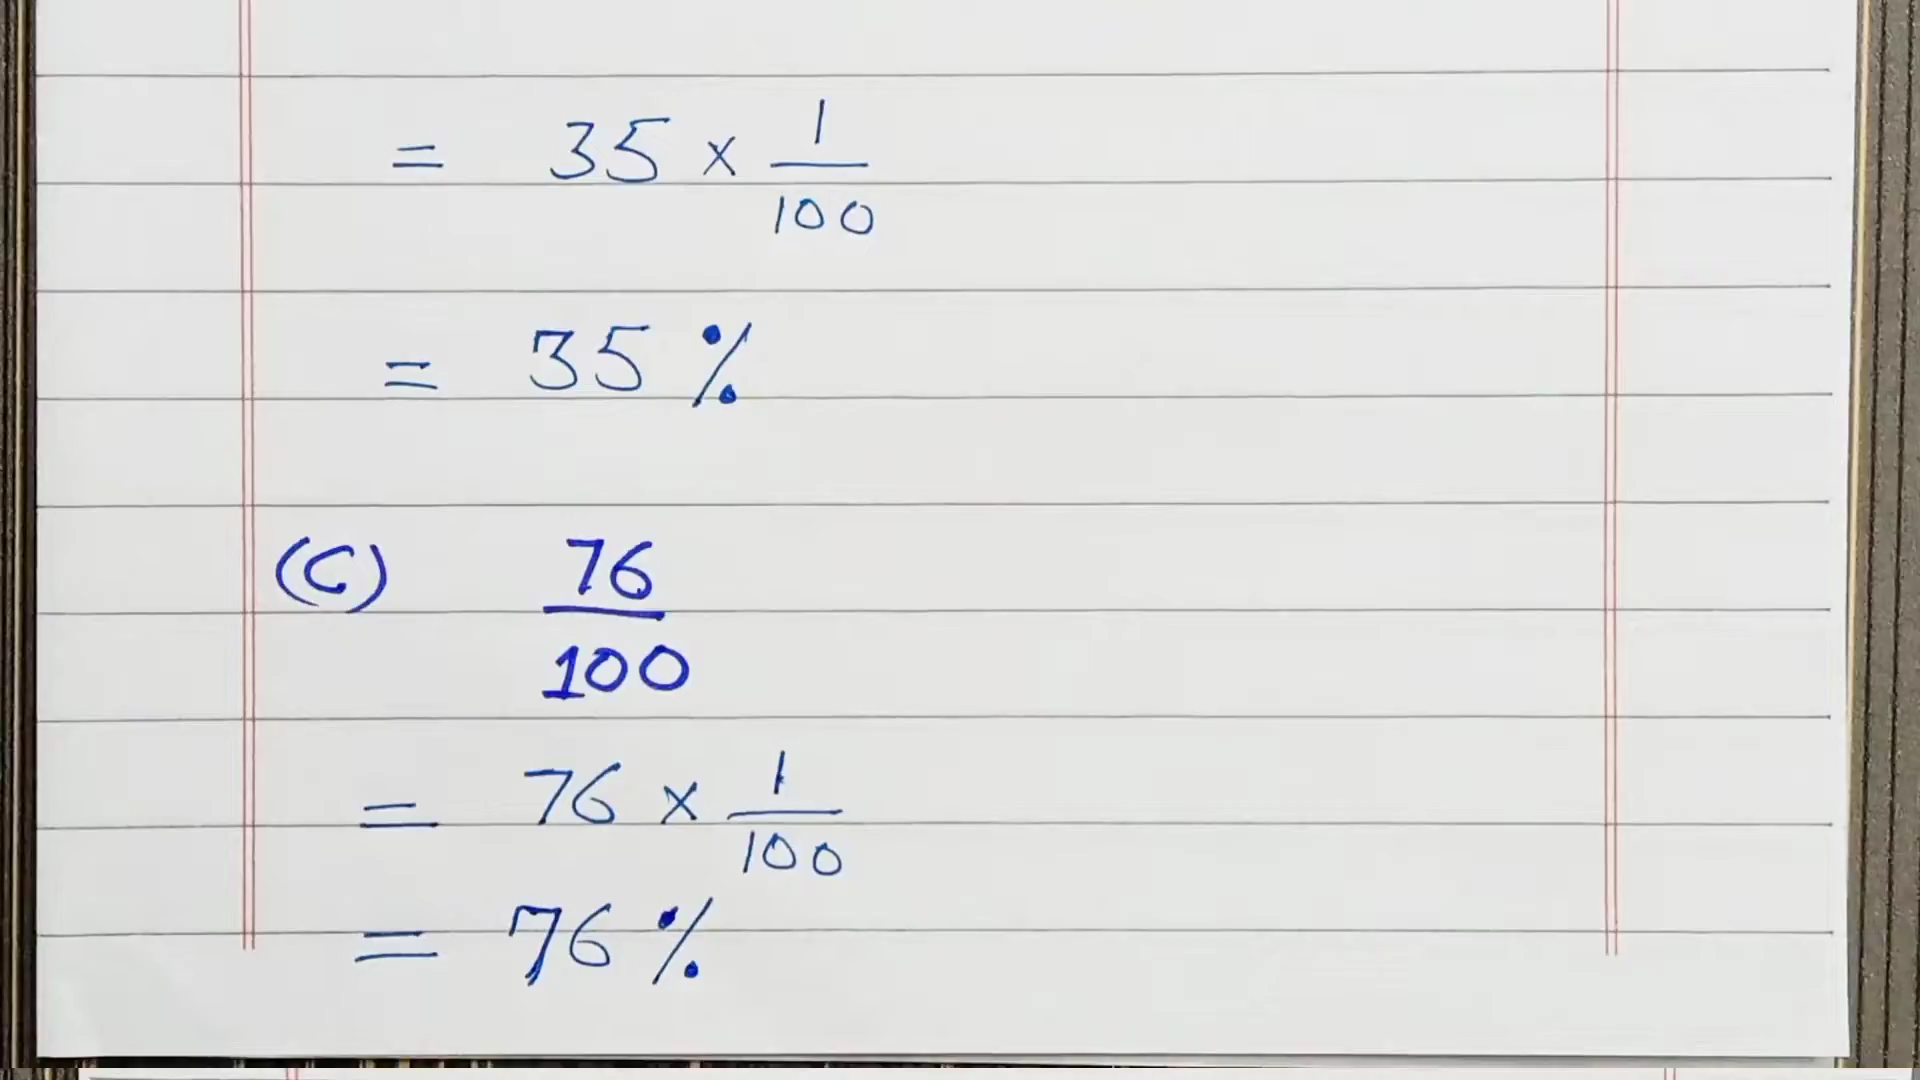 = 35 × 1/100
= 35 %
(C) 76/100
= 76 × 1/100
= 76 %